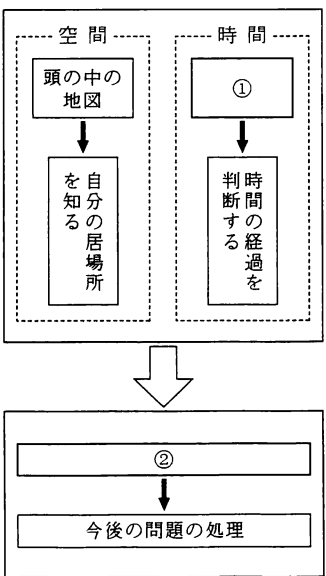 空間
頭の中の
地図
自分の居場所
を知る
時間
①
時間の経過を
判断する
②
今後の問題の処理